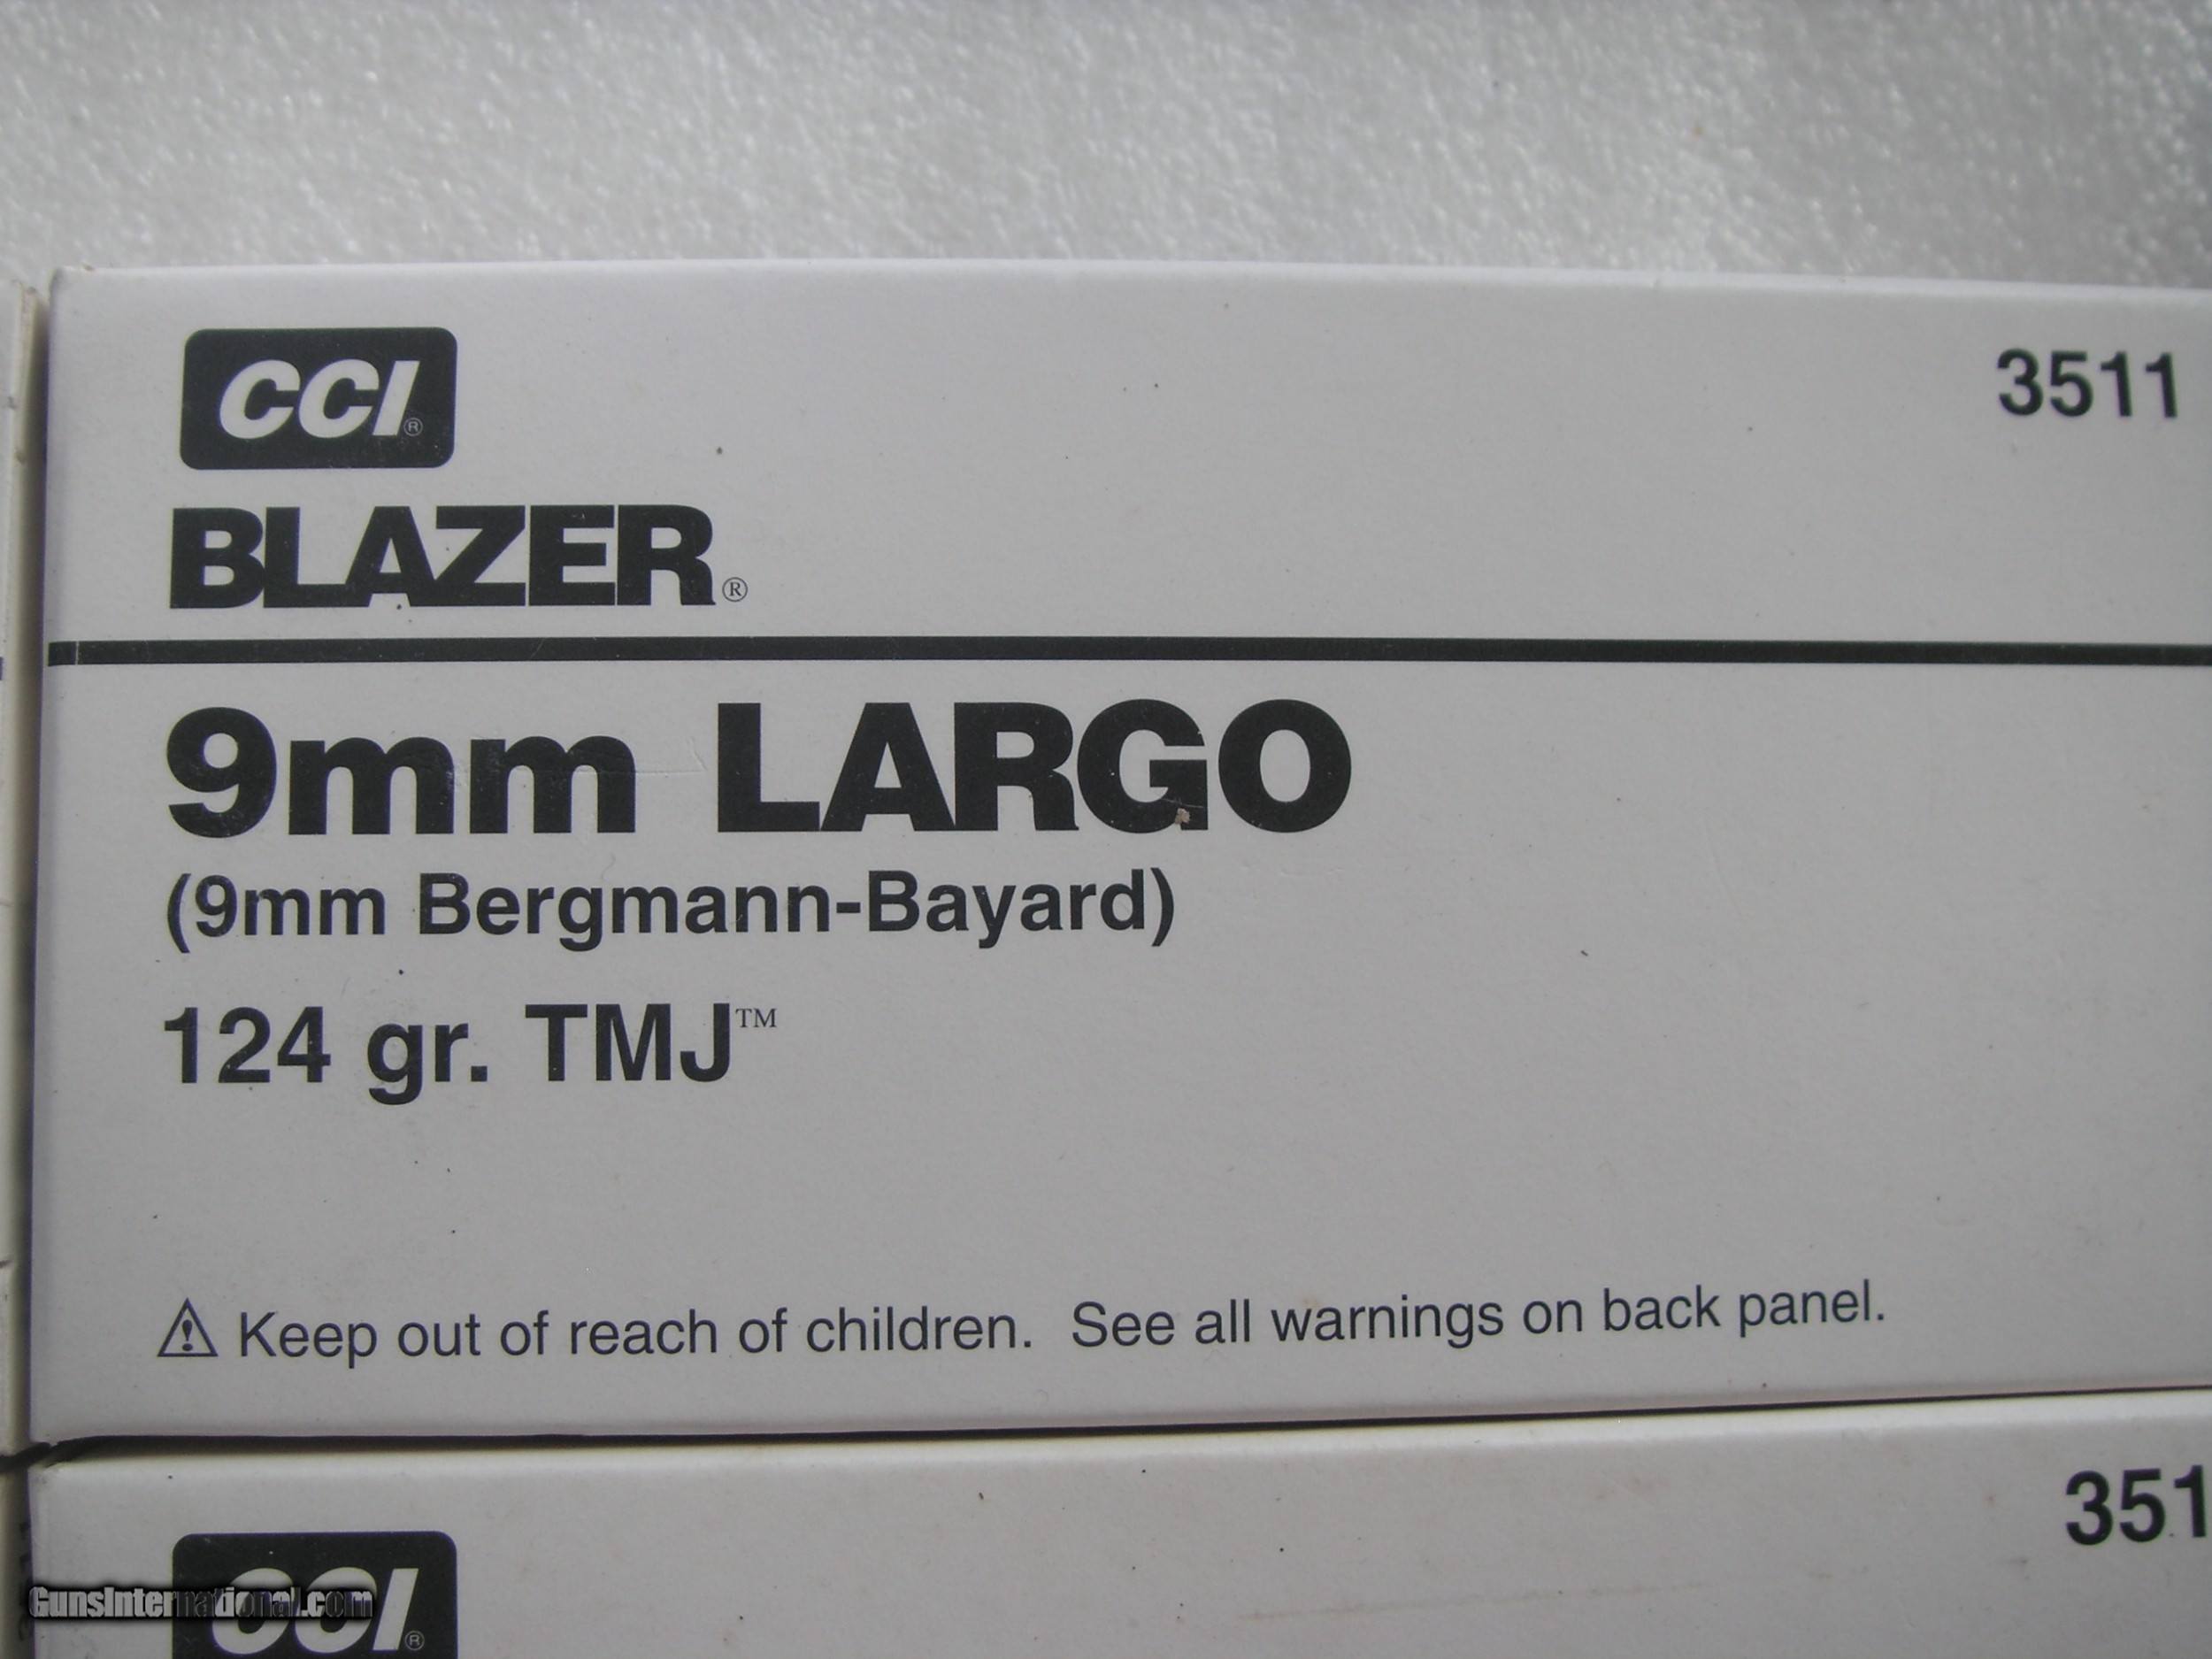 CCI®
3511
BLAZER®
9mm LARGO
(9mm Bergmann-Bayard)
124 gr. TMJ™
Keep out of reach of children. See all warnings on back panel.
351
CCI®
GunsInternational.com